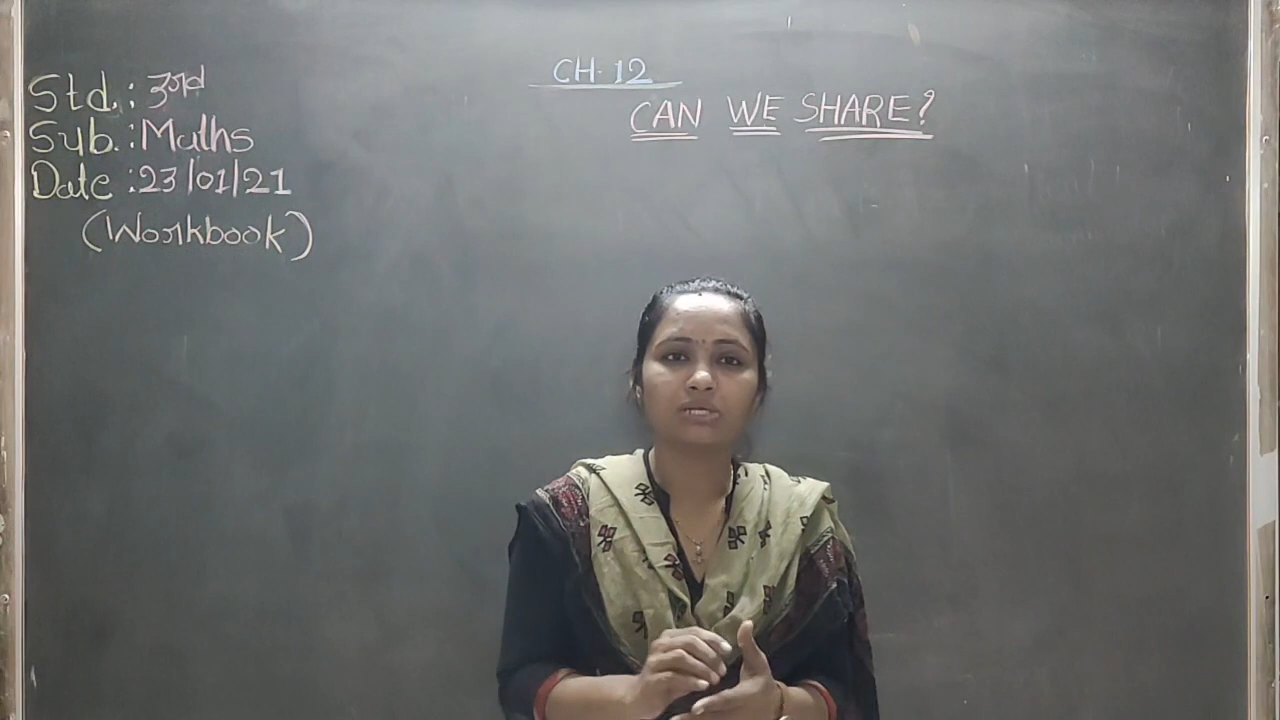 Std. : 3rd
Sub. : Maths
Date : 23/01/21
(Workbook)
CH-12
CAN WE SHARE?